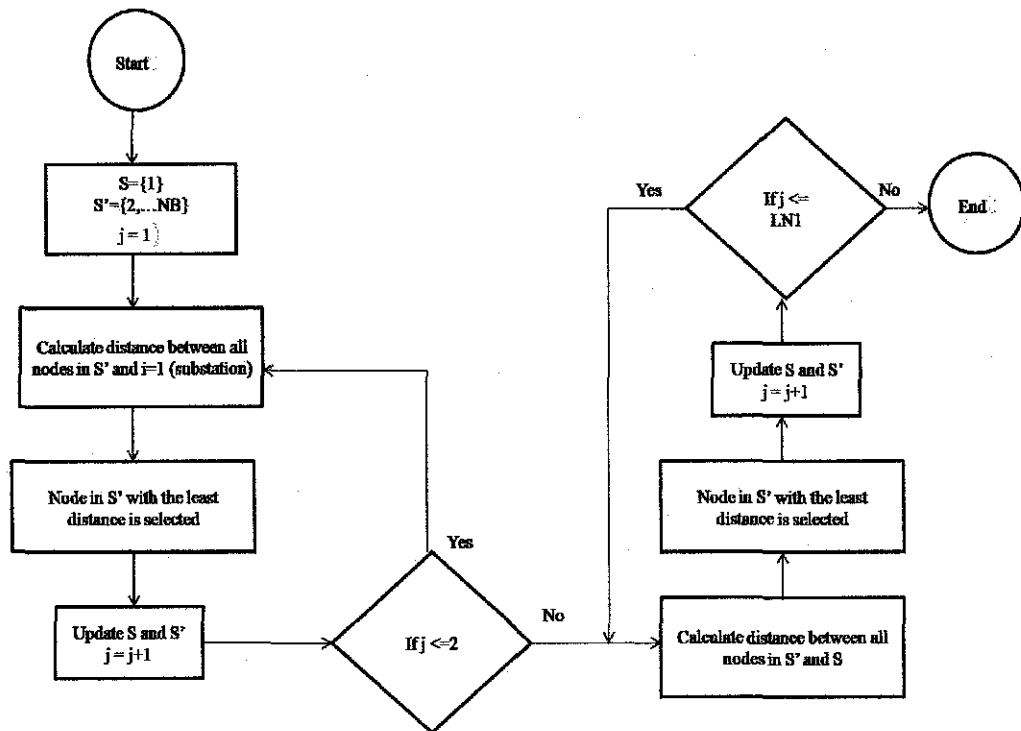 Start
S={1}
S'={2,...NB}
j = 1)
Calculate distance between all
nodes in S' and i=1 (substation)
Node in S' with the least
distance is selected
Update S and S'
j = j+1
If j <=2
Yes
No
Calculate distance between all
nodes in S' and S
Node in S' with the least
distance is selected
Update S and S'
j = j+1
If j <=
LN1
Yes
No
End